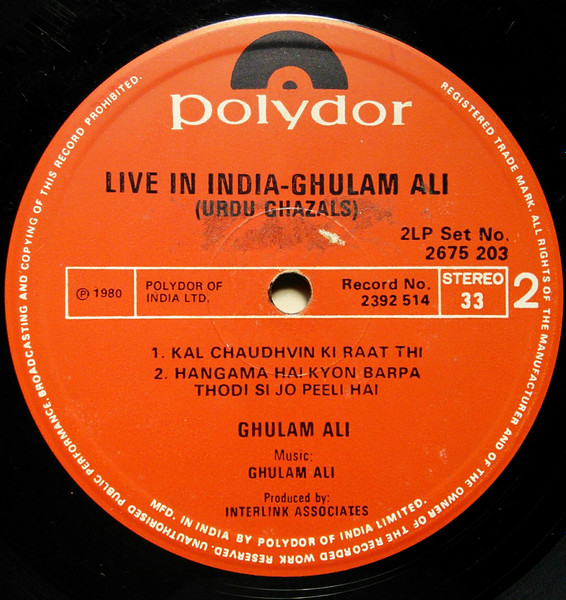 polydor
LIVE IN INDIA-GHULAM ALI
(URDU GHAZALS)
2LP Set No.
2675 203
℗ 1980
POLYDOR OF
INDIA LTD.
Record No.
2392 514
STEREO
33
2
1. KAL CHAUDHVIN KI RAAT THI
2. HANGAMA HAI KYON BARPA
THODI SI JO PEELI HAI
GHULAM ALI
Music:
GHULAM ALI
Produced by:
INTERLINK ASSOCIATES
MFD. IN INDIA BY POLYDOR OF INDIA LIMITED.
REGISTERED TRADE MARK. ALL RIGHTS OF THE MANUFACTURER AND OF THE OWNER OF THE RECORDED WORK RESERVED. UNAUTHORISED PUBLIC PERFORMANCE. BROADCASTING AND COPYING OF THIS RECORD PROHIBITED.